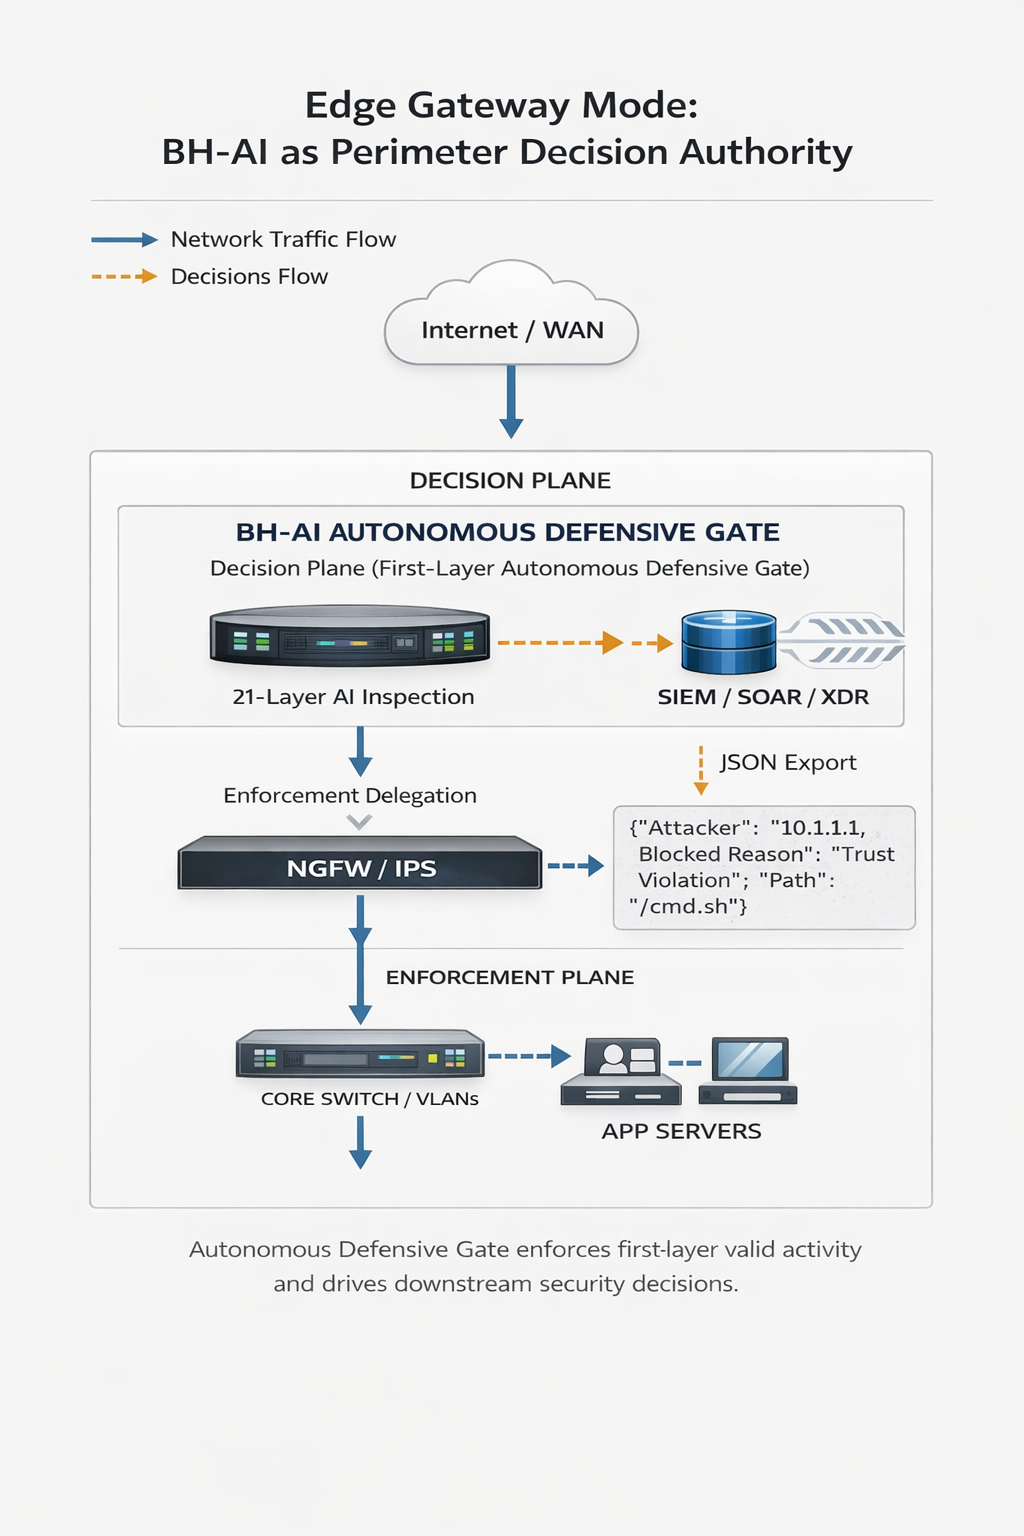 Edge Gateway Mode:
BH-AI as Perimeter Decision Authority
Network Traffic Flow
Decisions Flow
Internet / WAN
DECISION PLANE
BH-AI AUTONOMOUS DEFENSIVE GATE
Decision Plane (First-Layer Autonomous Defensive Gate)
21-Layer AI Inspection
SIEM / SOAR / XDR
JSON Export
Enforcement Delegation
NGFW / IPS
{"Attacker": "10.1.1.1,
Blocked Reason": "Trust
Violation"; "Path":
"/cmd.sh"}
ENFORCEMENT PLANE
CORE SWITCH / VLANs
APP SERVERS
Autonomous Defensive Gate enforces first-layer valid activity
and drives downstream security decisions.